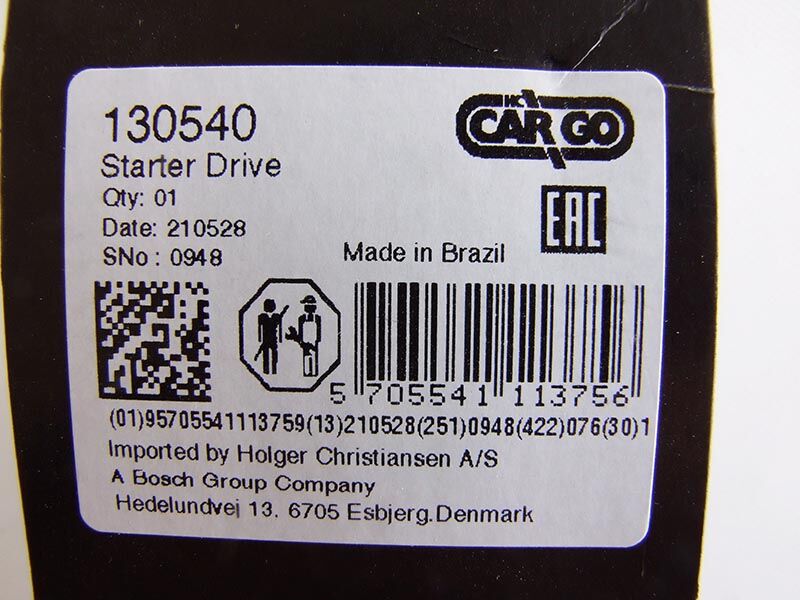 130540
HC
CARGO
Starter Drive
Qty: 01
Date: 210528
SNo : 0948
EAC
Made in Brazil
5 705541 113756
(01)95705541113759(13)210528(251)0948(422)076(30)1
Imported by Holger Christiansen A/S
A Bosch Group Company
Hedelundvej 13. 6705 Esbjerg.Denmark